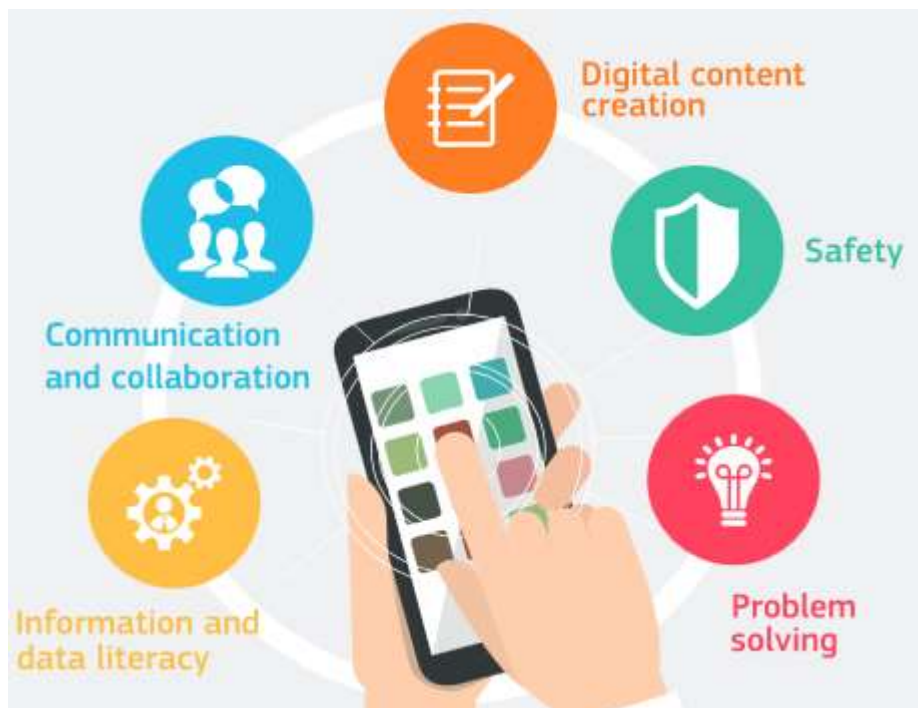 Digital content
creation
Safety
Communication
and collaboration
Problem
solving
Information and
data literacy